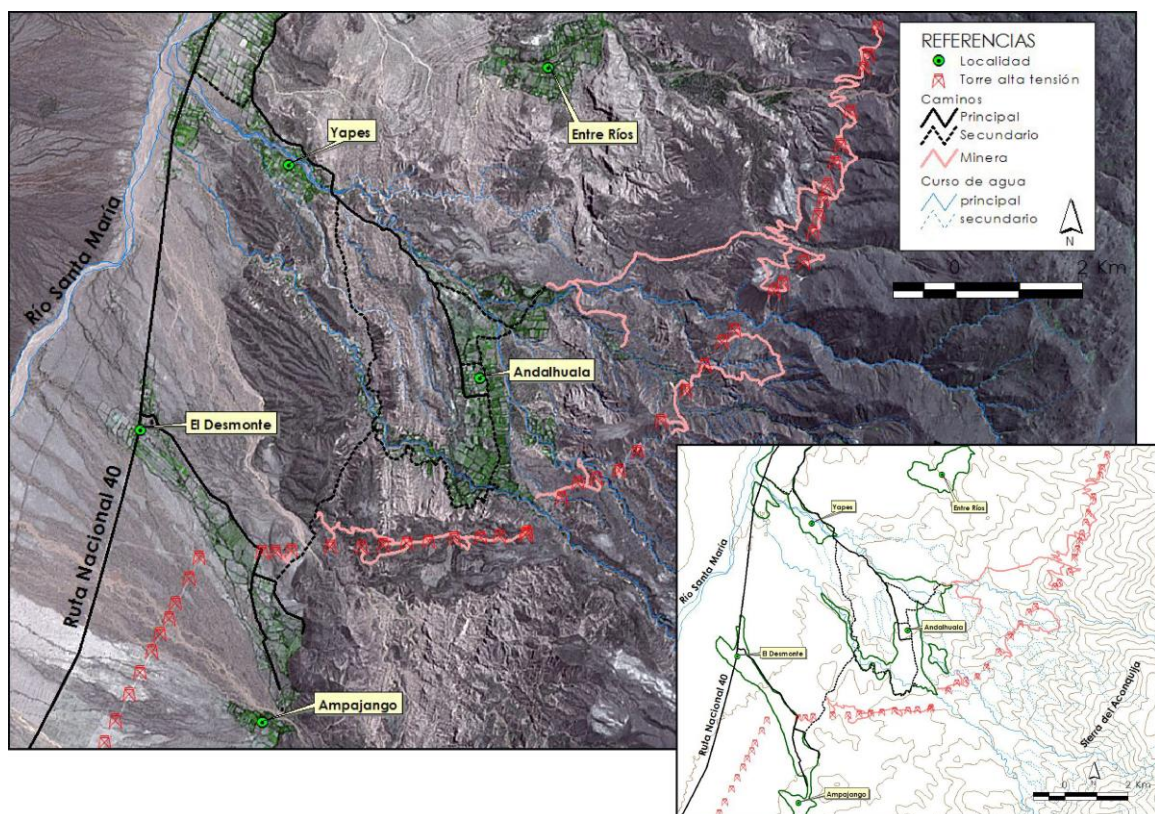 REFERENCIAS
Localidad
Torre alta tensión
Caminos
Principal
Secundario
Minera
Curso de agua
principal
secundario
N
0 2 Km
Entre Ríos
Yapes
Río Santa María
Andalhuala
El Desmonte
Ruta Nacional 40
Ampajango
Entre Ríos
Yapes
Río Santa María
Andalhuala
El Desmonte
Ruta Nacional 40
Sierra del Aconquija
Ampajango
N
0 2 Km